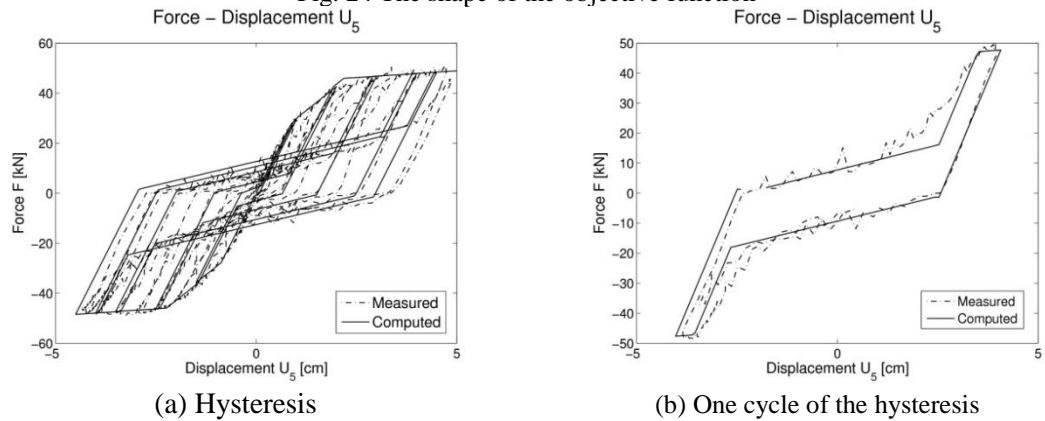 Fig. 24 The shape of the objective function
Force – Displacement U5
60
40
20
0
−20
−40
−60
−5
0
5
Force F [kN]
Displacement U5 [cm]
Measured
Computed
(a) Hysteresis
Force – Displacement U5
50
40
30
20
10
0
−10
−20
−30
−40
−50
−5
0
5
Force F [kN]
Displacement U5 [cm]
Measured
Computed
(b) One cycle of the hysteresis